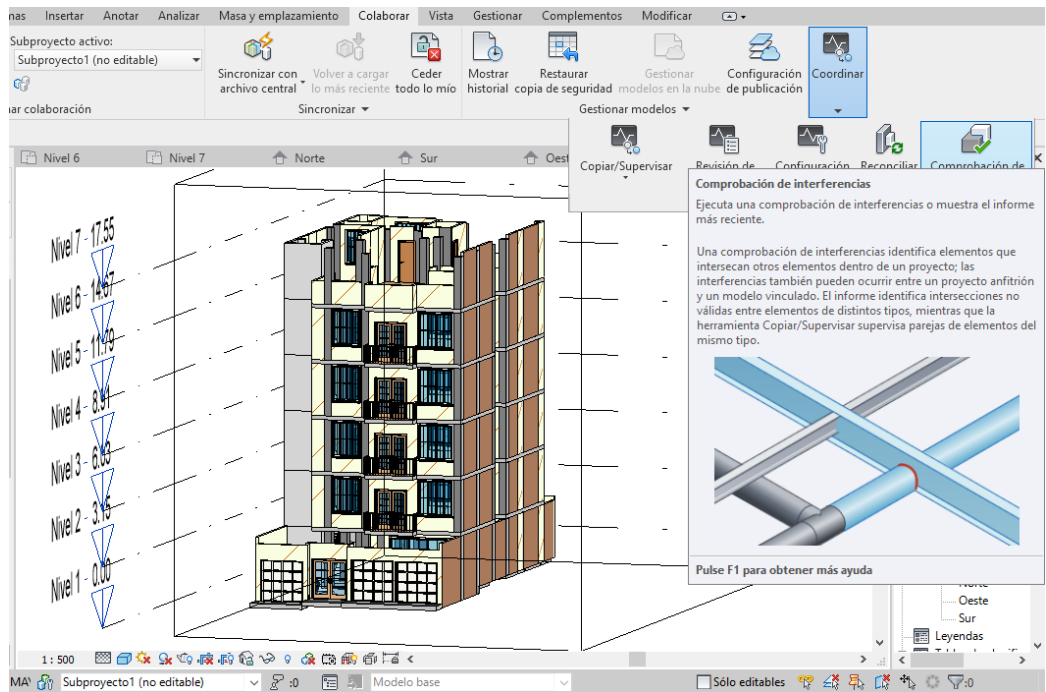 Insertar Anotar Analizar Masa y emplazamiento Colaborar Vista Gestionar Complementos Modificar
Subproyecto activo:
Subproyecto1 (no editable)
Sincronizar con
archivo central
Volver a cargar
lo más reciente
Ceder
todo lo mío
Mostrar
historial
Restaurar
copia de seguridad
Gestionar
modelos en la nube
Configuración
de publicación
Coordinar
colaboración
Sincronizar
Gestionar modelos
Copiar/Supervisar
Revisión de
Configuración
Reconciliar
Comprobación de
Nivel 6
Nivel 7
Norte
Sur
Oest
Comprobación de interferencias
Ejecuta una comprobación de interferencias o muestra el informe
más reciente.
Una comprobación de interferencias identifica elementos que
intersecan otros elementos dentro de un proyecto; las
interferencias también pueden ocurrir entre un proyecto anfitrión
y un modelo vinculado. El informe identifica intersecciones no
válidas entre elementos de distintos tipos, mientras que la
herramienta Copiar/Supervisar supervisa parejas de elementos del
mismo tipo.
Pulse F1 para obtener más ayuda
Nivel 7 - 17.55
Nivel 6 - 14.67
Nivel 5 - 11.79
Nivel 4 - 8.91
Nivel 3 - 6.03
Nivel 2 - 3.15
Nivel 1 - 0.00
Norte
Oeste
Sur
Leyendas
1 : 500
Subproyecto1 (no editable)
:0
Modelo base
Sólo editables
:0